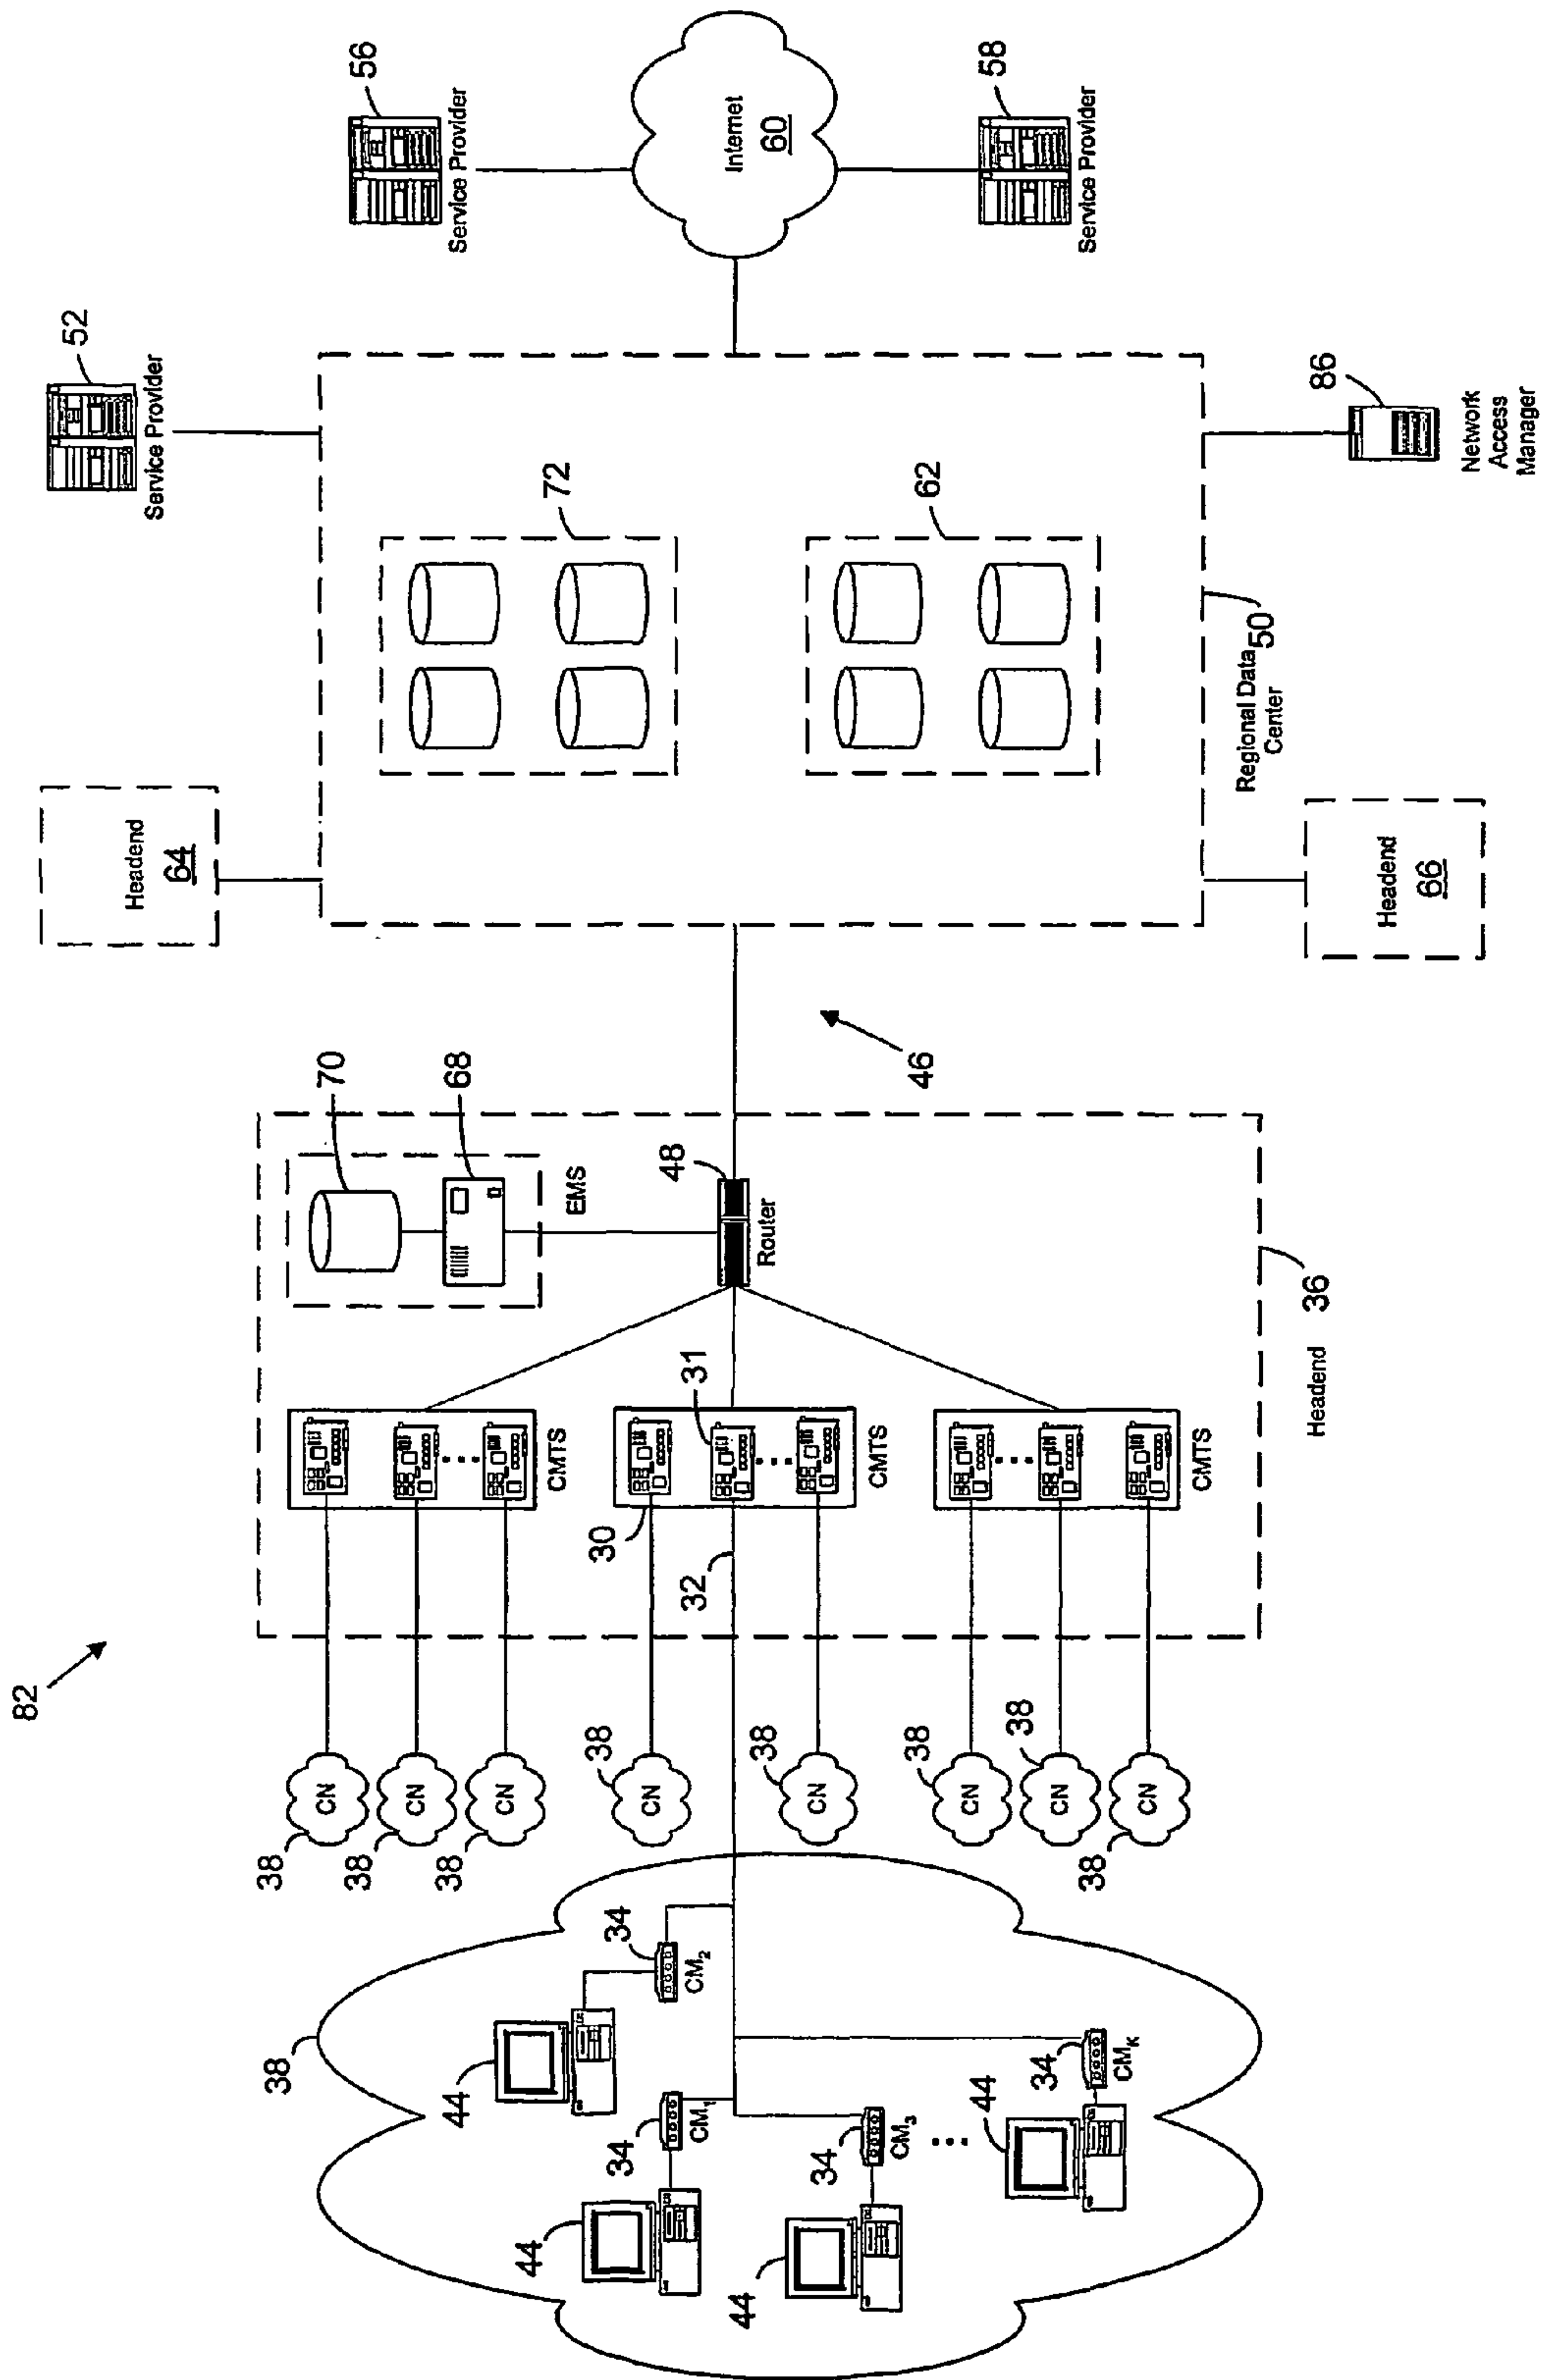 82
38
44
34
CM2
44
34
CM1
44
34
CM3
...
44
34
CMK
38
CN
38
CN
38
CN
38
CN
38
CN
38
CN
38
CN
38
CN
32
30
31
...
CMTS
...
CMTS
...
CMTS
70
68
EMS
48
Router
Headend
36
46
Headend
64
Headend
66
72
62
Regional Data
Center
50
52
Service Provider
86
Network
Access
Manager
56
Service Provider
Internet
60
58
Service Provider